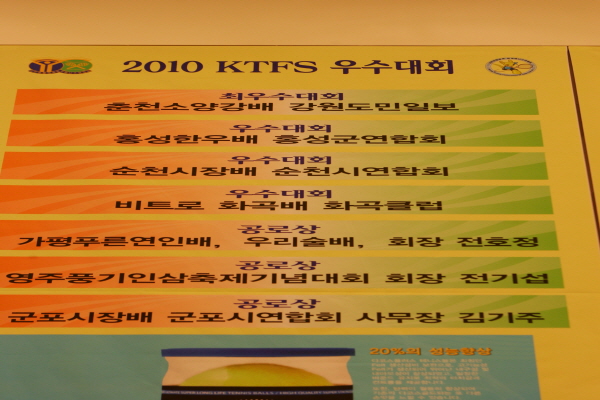 2010 KTFS 우수대회
최우수대회
춘천소양강배 강원도민일보
우수대회
홍성한우배 홍성군연합회
우수대회
순천시장배 순천시연합회
우수대회
비트로 화곡배 화곡클럽
공로상
가평푸른연인배, 우리술배, 회장 전호정
공로상
영주풍기인삼축제기념대회 회장 전기섭
공로상
군포시장배 군포시연합회 사무장 김기주
20%의 성능향상